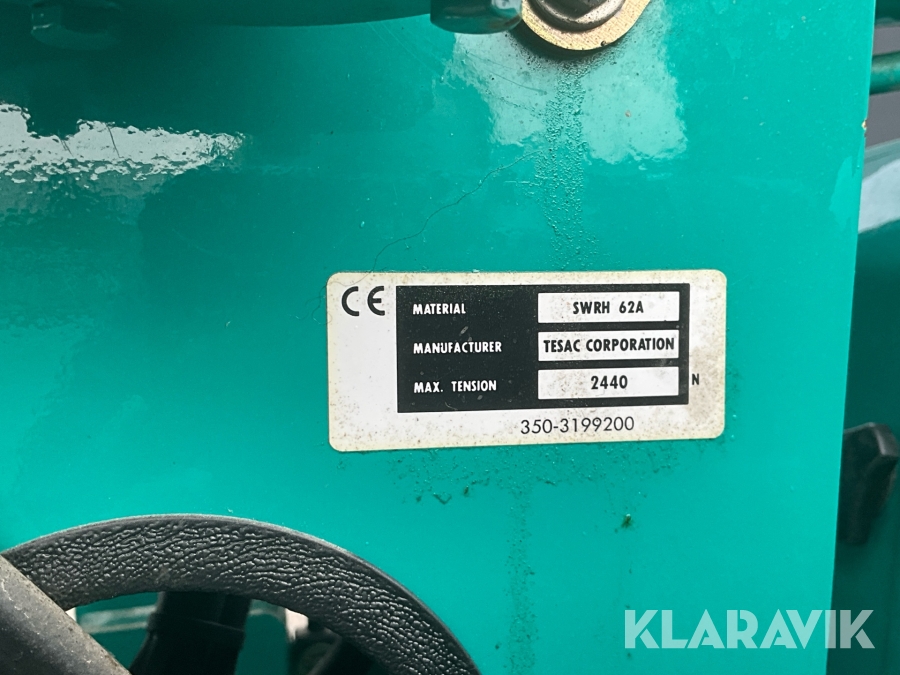 CE
MATERIAL SWRH 62A
MANUFACTURER TESAC CORPORATION
MAX. TENSION 2440 N
350-3199200
KLARAVIK